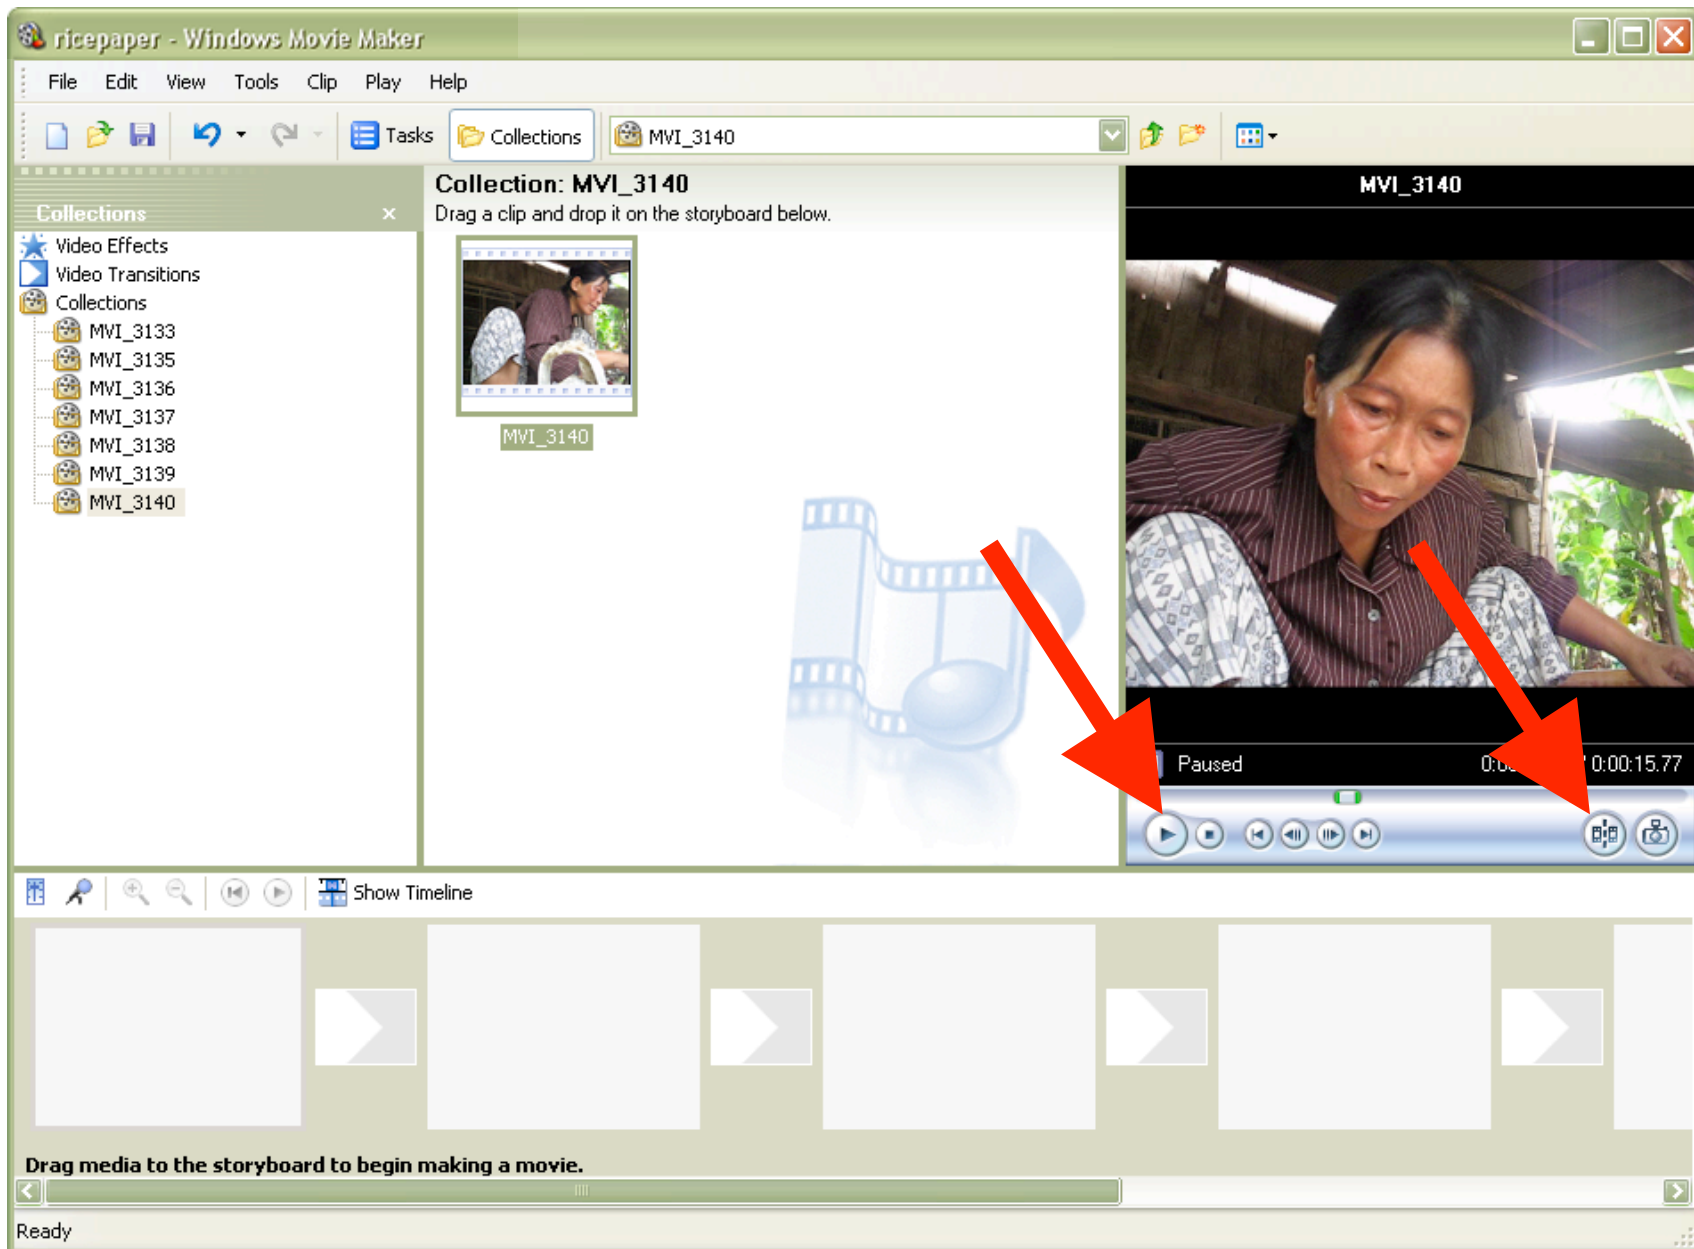 ricepaper - Windows Movie Maker
File Edit View Tools Clip Play Help
Tasks Collections MVI_3140
Collections
Video Effects
Video Transitions
Collections
MVI_3133
MVI_3135
MVI_3136
MVI_3137
MVI_3138
MVI_3139
MVI_3140
Collection: MVI_3140
Drag a clip and drop it on the storyboard below.
MVI_3140
MVI_3140
Paused
0:00:15.77
Show Timeline
Drag media to the storyboard to begin making a movie.
Ready